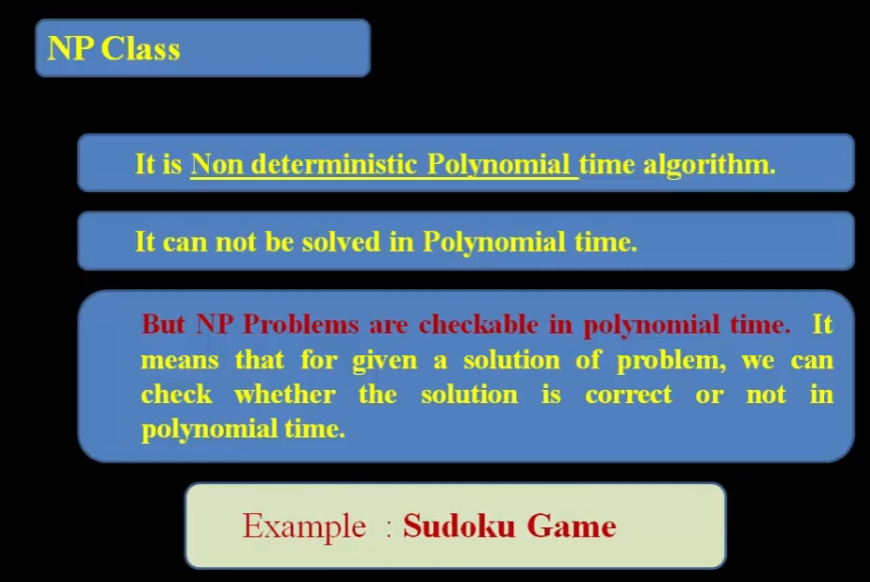 NP Class
It is Non deterministic Polynomial time algorithm.
It can not be solved in Polynomial time.
But NP Problems are checkable in polynomial time. It
means that for given a solution of problem, we can
check whether the solution is correct or not in
polynomial time.
Example : Sudoku Game